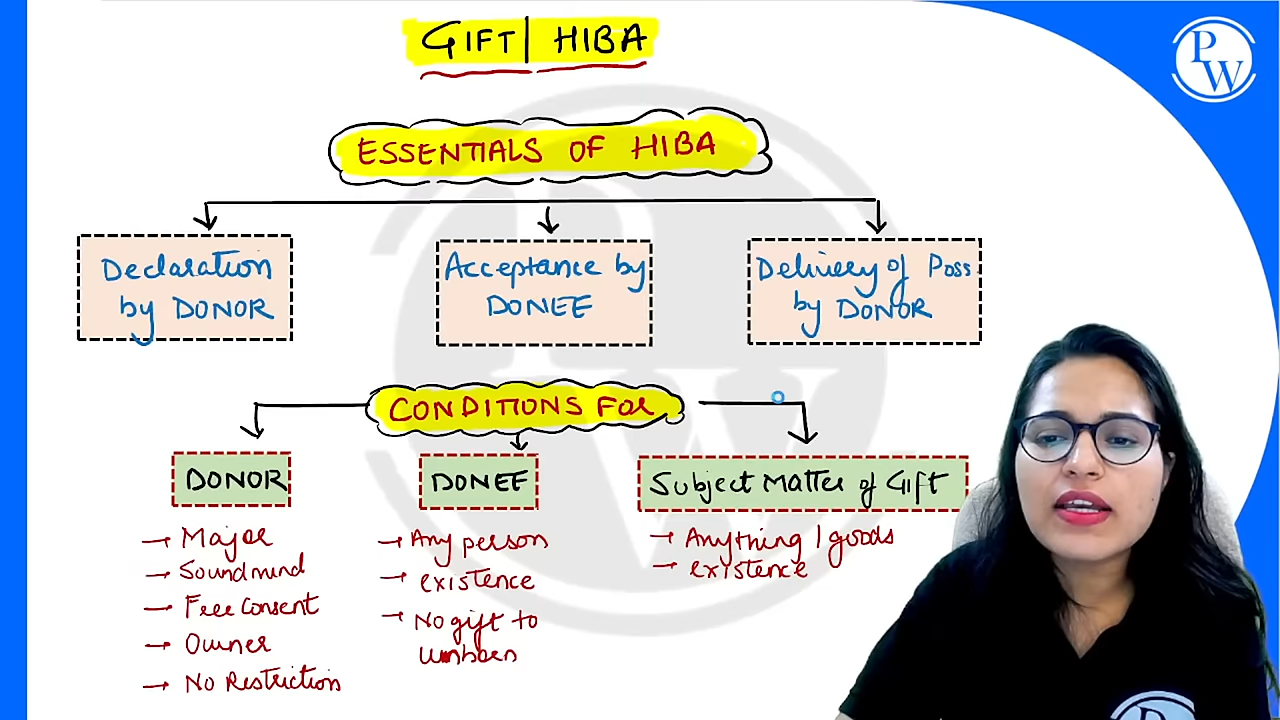 GIFT | HIBA
PW
ESSENTIALS OF HIBA
Declaration
by DONOR
Acceptance by
DONEE
Delivery of Poss
by DONOR
CONDITIONS FOR
DONOR
→ Major
→ Sound mind
→ Free Consent
→ Owner
→ No Restriction
DONEE
→ Any person
→ existence
→ No gift to
unborn
Subject Matter of Gift
→ Anything / goods
→ existence
PW